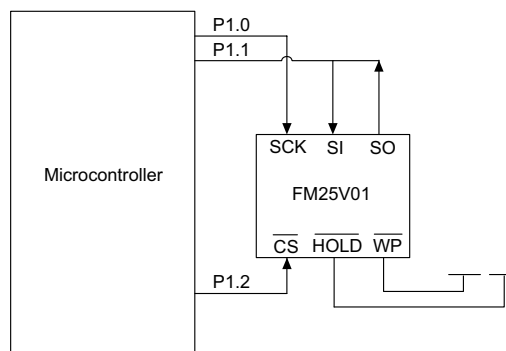 P1.0
P1.1
SCK SI SO
Microcontroller
FM25V01
CS HOLD WP
P1.2